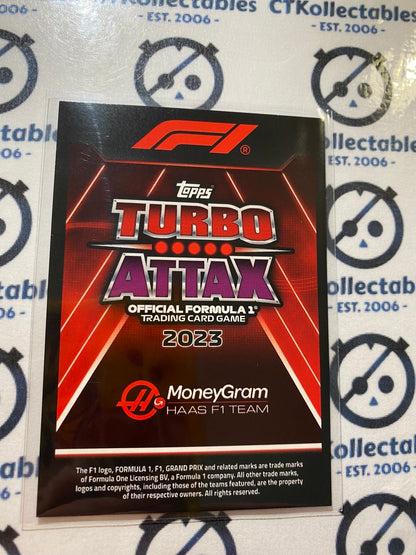 CTKollectables
- EST. 2006 -
F1®
topps
TURBO
ATTAX
OFFICIAL FORMULA 1®
TRADING CARD GAME
2023
MoneyGram
HAAS F1 TEAM
The F1 logo, FORMULA 1, F1, GRAND PRIX and related marks are trade marks
of Formula One Licensing BV, a Formula 1 company. All other trade marks,
logos and copyrights, including those of the teams featured, are the property
of their respective owners. All rights reserved.